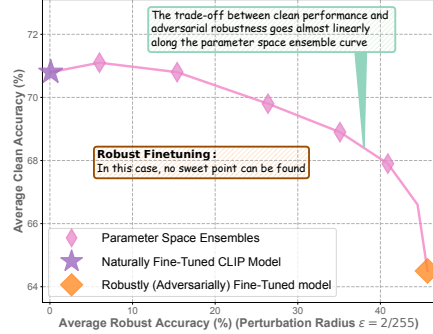 The trade-off between clean performance and
adversarial robustness goes almost linearly
along the parameter space ensemble curve
72
70
68
66
64
Average Clean Accuracy (%)
Robust Finetuning:
In this case, no sweet point can be found
Parameter Space Ensembles
Naturally Fine-Tuned CLIP Model
Robustly (Adversarially) Fine-Tuned model
0
10
20
30
40
Average Robust Accuracy (%) (Perturbation Radius ε = 2/255)